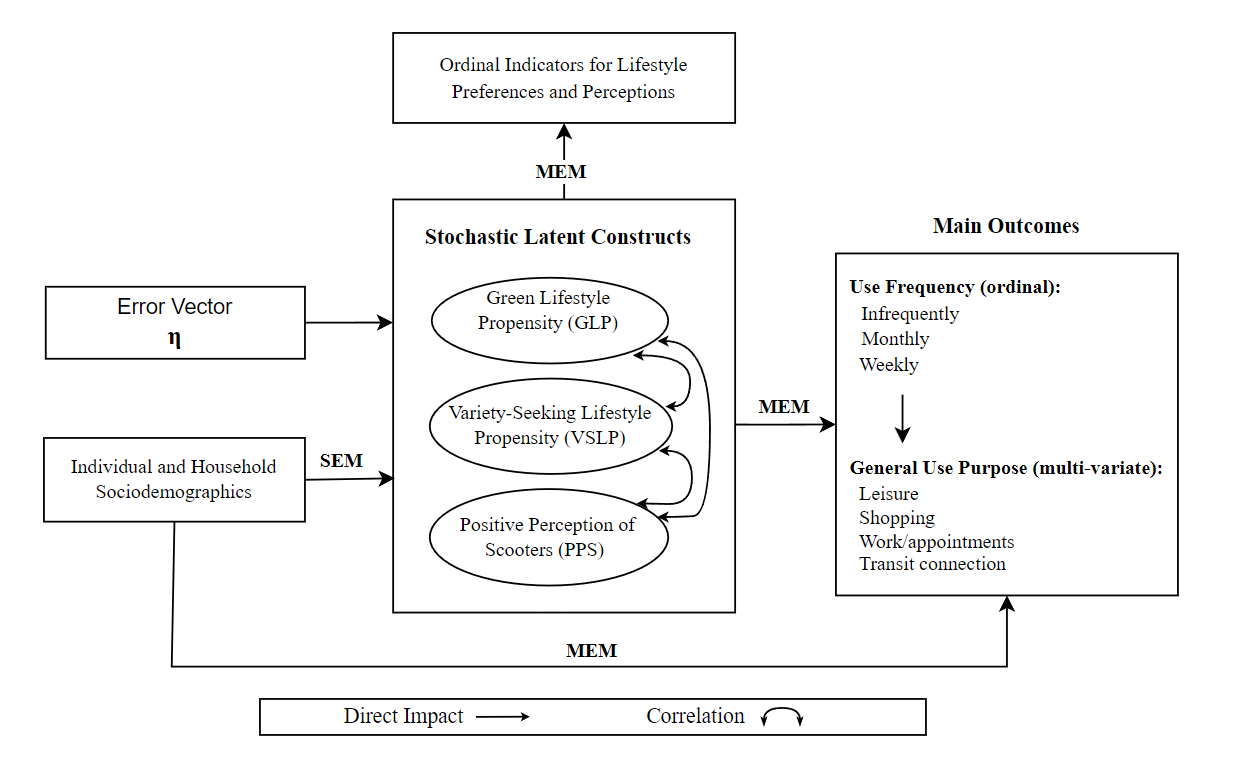 Ordinal Indicators for Lifestyle
Preferences and Perceptions
MEM
Stochastic Latent Constructs
Green Lifestyle
Propensity (GLP)
Variety-Seeking Lifestyle
Propensity (VSLP)
Positive Perception of
Scooters (PPS)
Error Vector
η
Individual and Household
Sociodemographics
SEM
MEM
Main Outcomes
Use Frequency (ordinal):
Infrequently
Monthly
Weekly
General Use Purpose (multi-variate):
Leisure
Shopping
Work/appointments
Transit connection
MEM
Direct Impact
Correlation